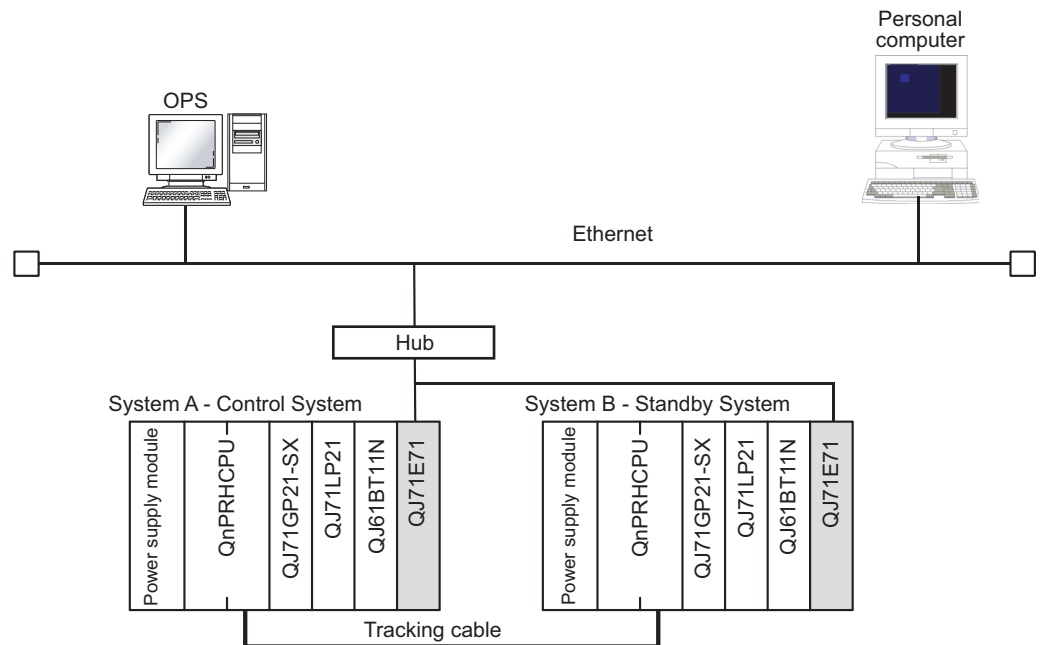 Personal
computer
OPS
Ethernet
Hub
System A - Control System
Power supply module
QnPRHCPU
QJ71GP21-SX
QJ71LP21
QJ61BT11N
QJ71E71
System B - Standby System
Power supply module
QnPRHCPU
QJ71GP21-SX
QJ71LP21
QJ61BT11N
QJ71E71
Tracking cable